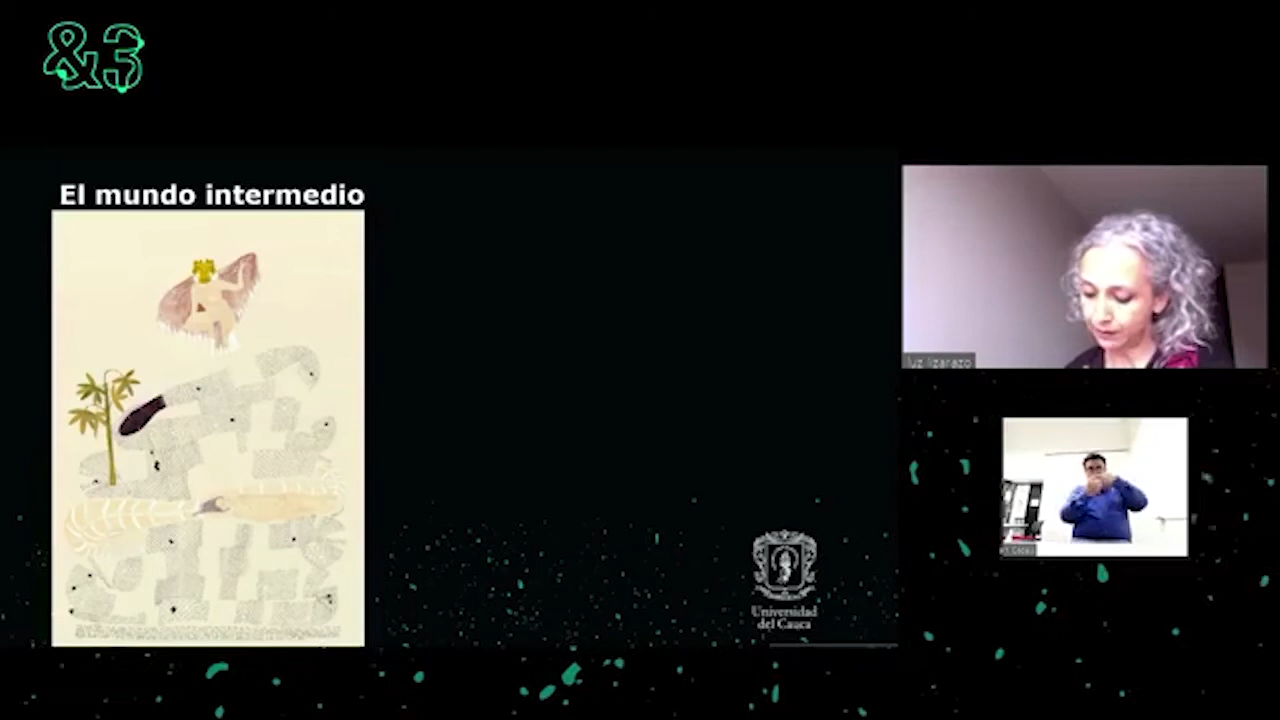 &3
El mundo intermedio
luz lizarazo
Universidad
del Cauca